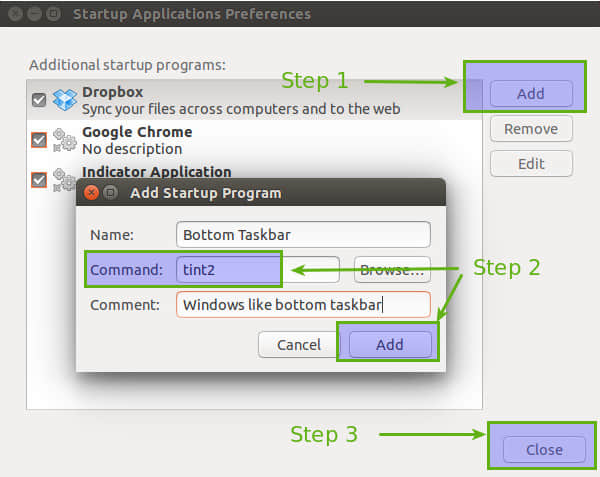 Startup Applications Preferences
Additional startup programs:
Step 1
Dropbox
Sync your files across computers and to the web
Add
Google Chrome
No description
Remove
Indicator Application
Edit
Add Startup Program
Name: Bottom Taskbar
Command: tint2 Browse...
Step 2
Comment: Windows like bottom taskbar
Cancel Add
Step 3
Close